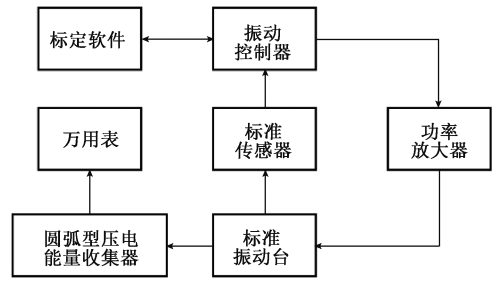 标定软件
振动
控制器
万用表
标准
传感器
功率
放大器
圆弧型压电
能量收集器
标准
振动台